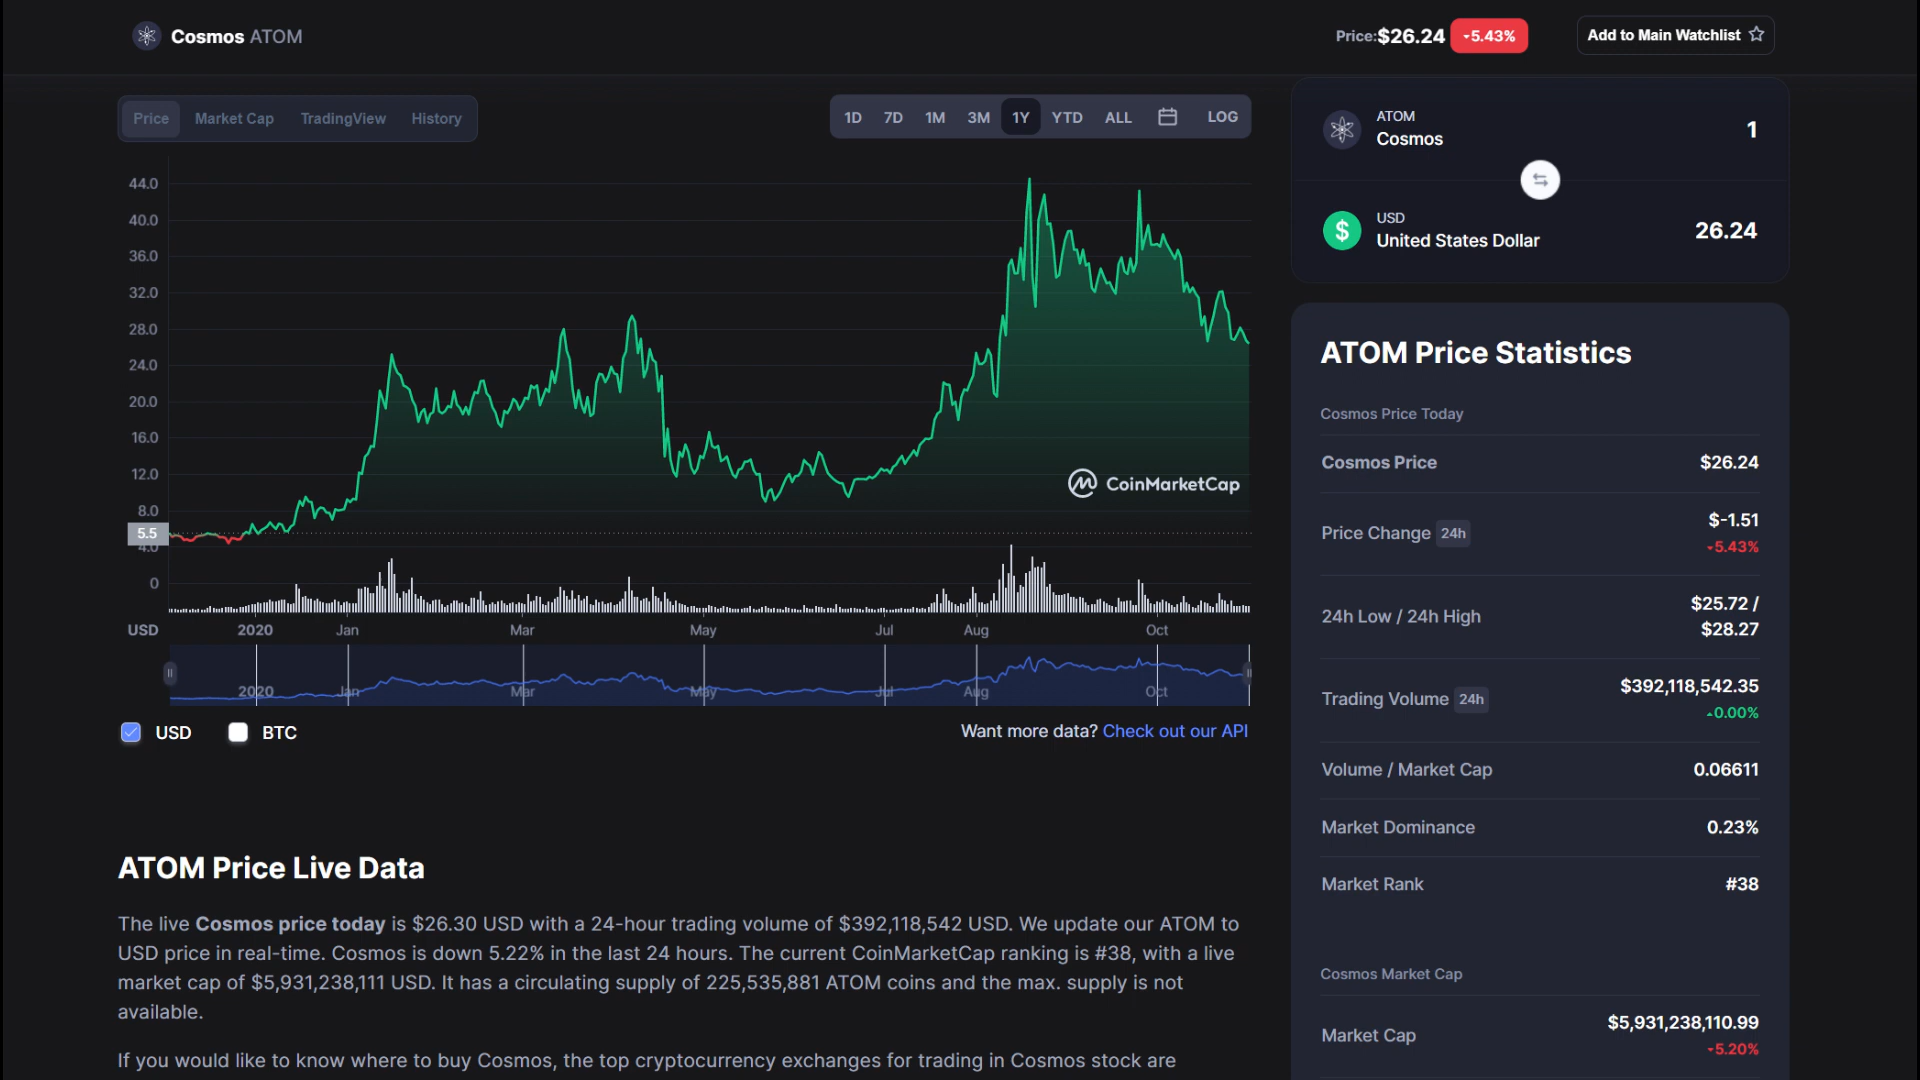 Cosmos ATOM
Price:$26.24 -5.43%
Add to Main Watchlist
Price Market Cap TradingView History
1D 7D 1M 3M 1Y YTD ALL LOG
44.0
40.0
36.0
32.0
28.0
24.0
20.0
16.0
12.0
8.0
5.5
4.0
0
CoinMarketCap
USD 2020 Jan Mar May Jul Aug Oct
2020 Jan Mar May Jul Aug Oct
USD BTC
Want more data? Check out our API
ATOM Price Live Data
The live Cosmos price today is $26.30 USD with a 24-hour trading volume of $392,118,542 USD. We update our ATOM to
USD price in real-time. Cosmos is down 5.22% in the last 24 hours. The current CoinMarketCap ranking is #38, with a live
market cap of $5,931,238,111 USD. It has a circulating supply of 225,535,881 ATOM coins and the max. supply is not
available.
If you would like to know where to buy Cosmos, the top cryptocurrency exchanges for trading in Cosmos stock are
ATOM
Cosmos 1
$
USD
United States Dollar 26.24
ATOM Price Statistics
Cosmos Price Today
Cosmos Price $26.24
Price Change 24h $-1.51
5.43%
24h Low / 24h High $25.72 /
$28.27
Trading Volume 24h $392,118,542.35
0.00%
Volume / Market Cap 0.06611
Market Dominance 0.23%
Market Rank #38
Cosmos Market Cap
Market Cap $5,931,238,110.99
5.20%